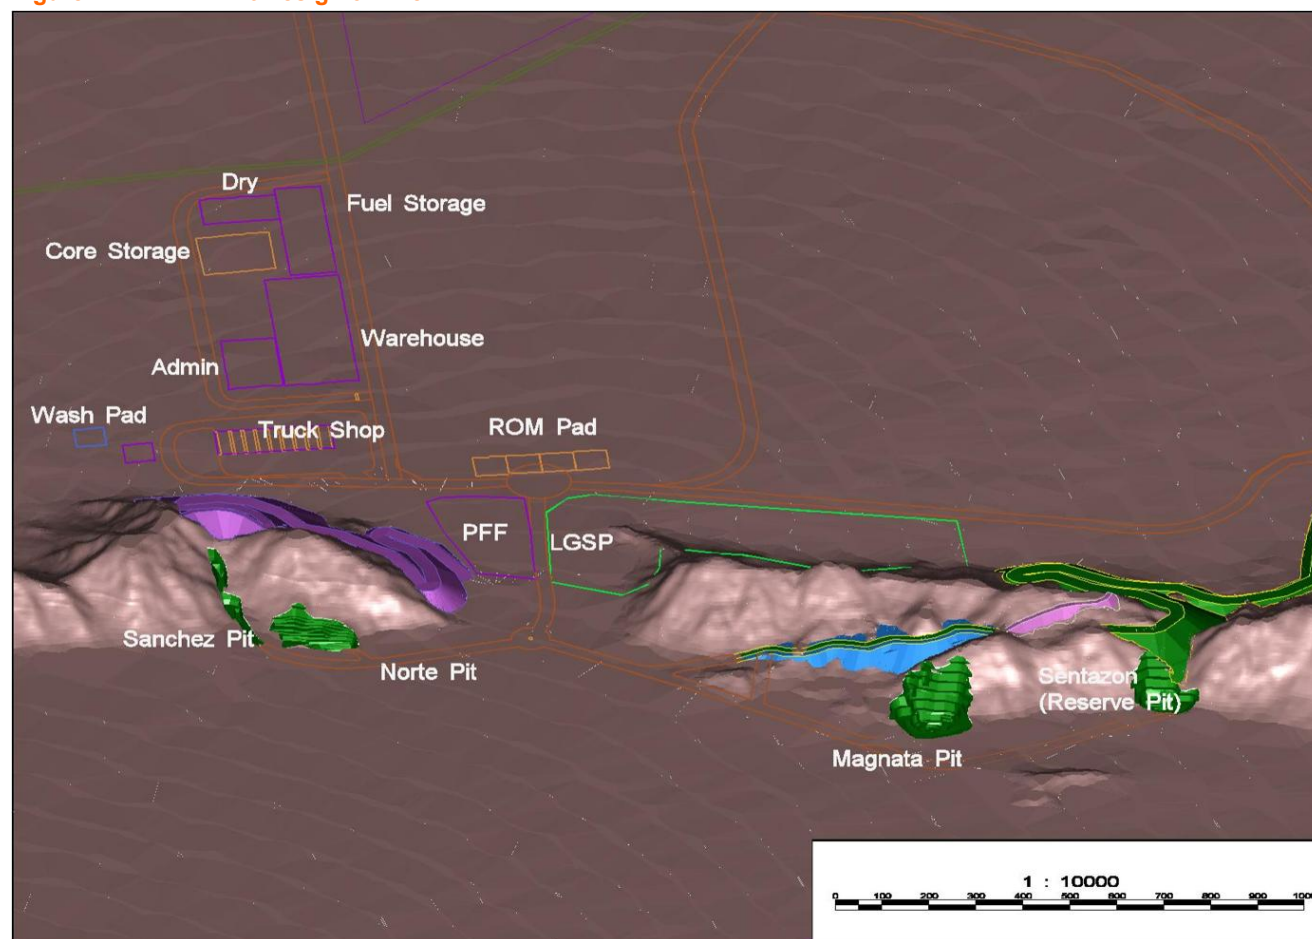 Dry
Fuel Storage
Core Storage
Warehouse
Admin
Wash Pad
Truck Shop
ROM Pad
PFF
LGSP
Sanchez Pit
Norte Pit
Sentazon
(Reserve Pit)
Magnata Pit
1 : 10000
0 100 200 300 400 500 600 700 800 900